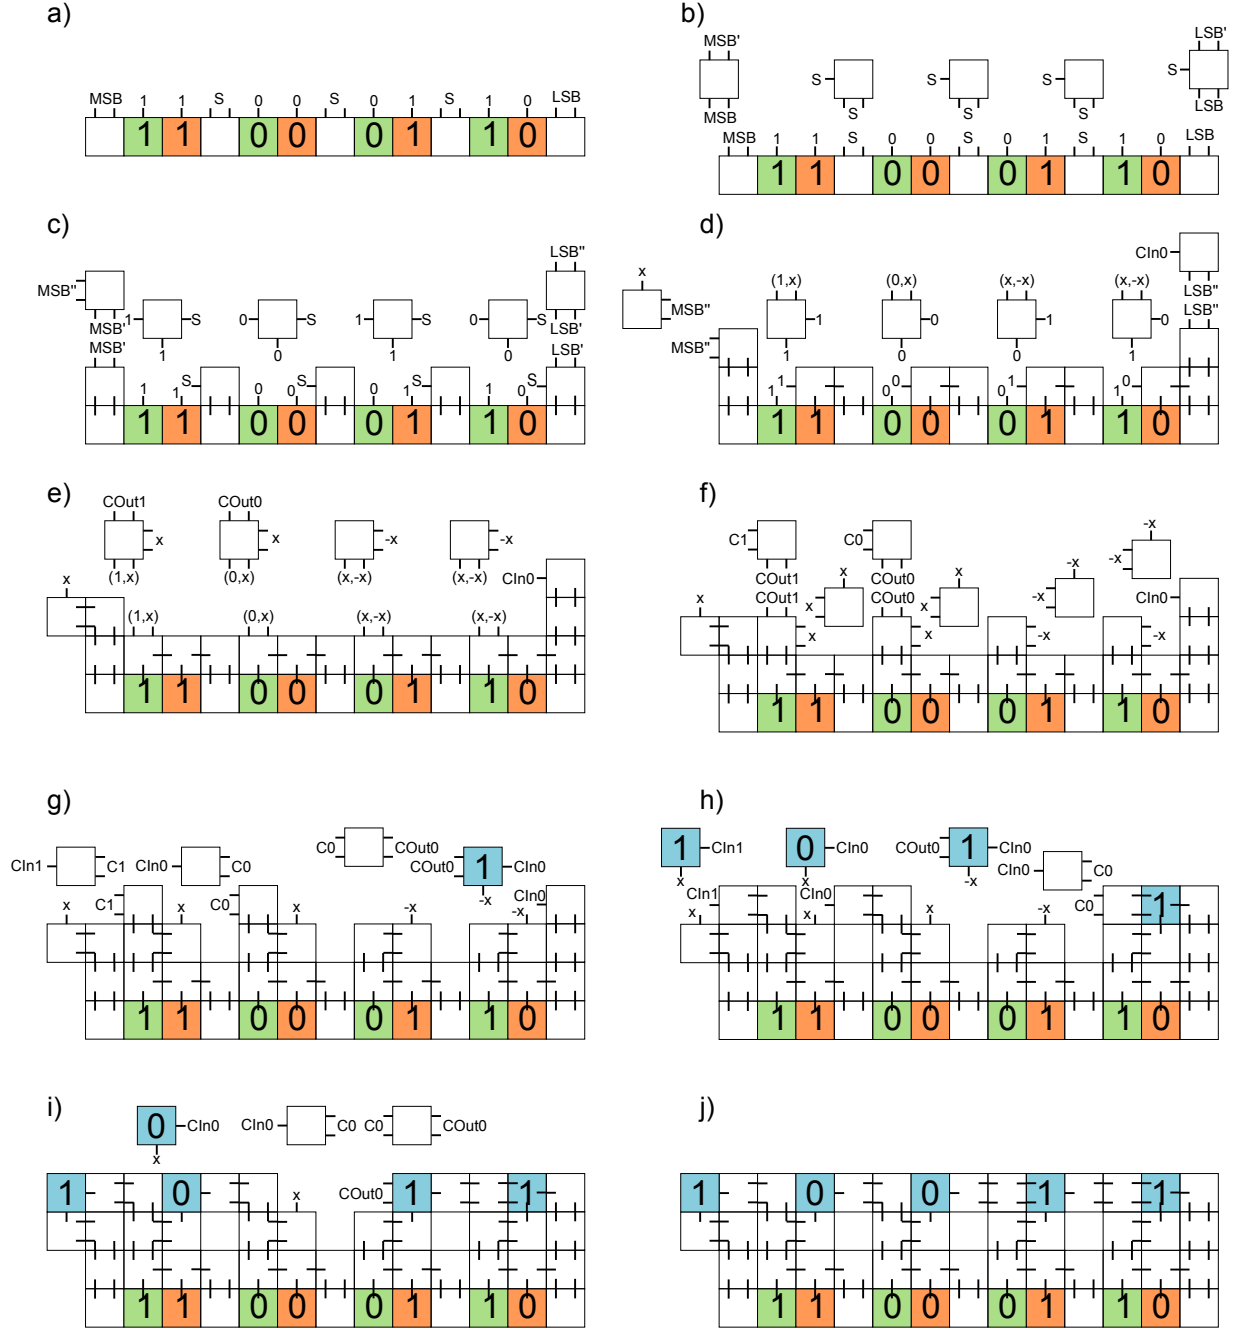 a)
MSB 1 1 S 0 0 S 0 1 S 1 0 LSB
1 1 0 0 0 1 1 0
b)
MSB' LSB'
S S S S
MSB S S S LSB
MSB 1 1 S 0 0 S 0 1 S 1 0 LSB
1 1 0 0 0 1 1 0
c)
LSB"
MSB"
MSB' 1 S 0 S 1 S 0 S LSB'
1 0 1 0
MSB' LSB'
1 1 S 0 0 S 0 1 S 1 0 S
1 1 0 0 0 1 1 0
d)
CIn0
x (1,x) (0,x) (x,-x) (x,-x) LSB"
MSB" 1 0 1 0 LSB"
MSB" 1 0 0 1
1 1 0 0 0 1 1 0
1 1 0 0 0 1 1 0
e)
COut1 COut0
x x -x -x
(1,x) (0,x) (x,-x) (x,-x) CIn0
x
(1,x) (0,x) (x,-x) (x,-x)
1 1 0 0 0 1 1 0
f)
-x
C1 C0 -x
COut1 x COut0 x -x
COut1 x COut0 x -x CIn0
x x x -x -x
1 1 0 0 0 1 1 0
g)
C0 COut0
CIn1 C1 CIn0 C0 COut0 1 CIn0
-x
C1 C0 CIn0
x x x -x -x
1 1 0 0 0 1 1 0
h)
1 CIn1 0 CIn0 COut0 1 CIn0
CIn0 C0
x x -x
CIn1 CIn0 C0 1
x x x -x
1 1 0 0 0 1 1 0
i)
0 CIn0 CIn0 C0 C0 COut0
x
1 0 x COut0 1 1
1 1 0 0 0 1 1 0
j)
1 0 0 1 1
1 1 0 0 0 1 1 0